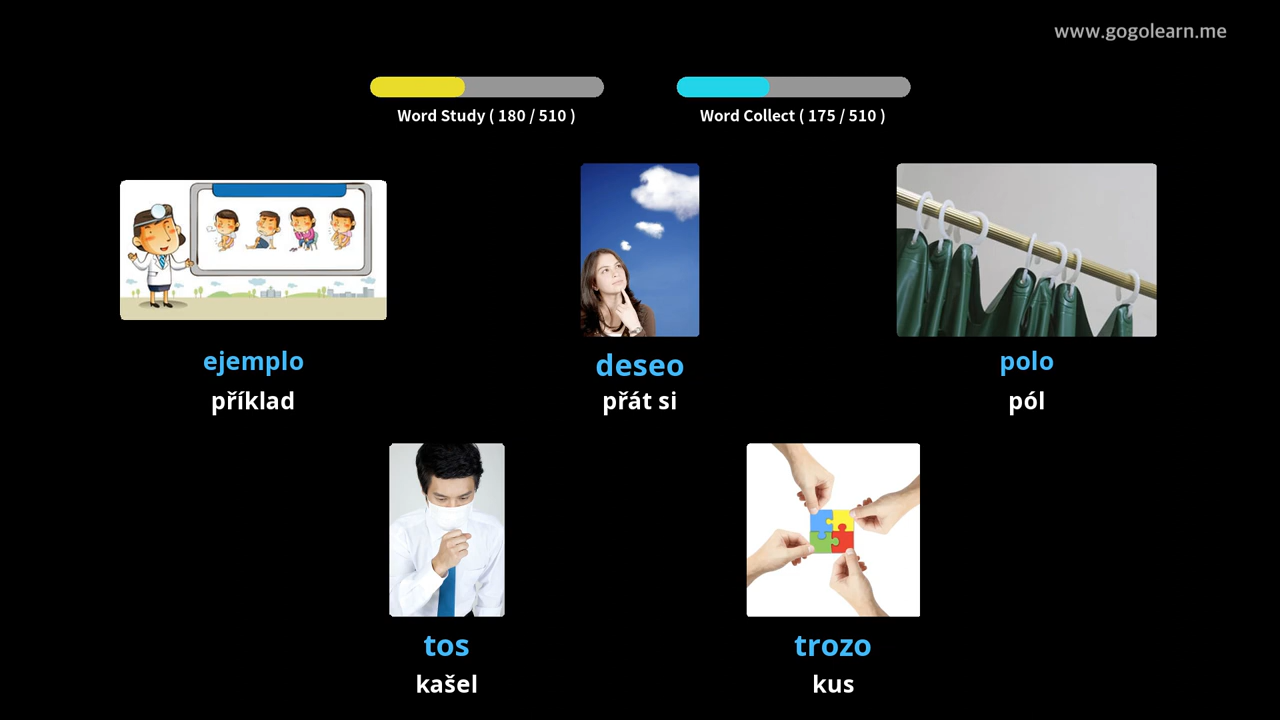 www.gogolearn.me
Word Study ( 180 / 510 )
Word Collect ( 175 / 510 )
ejemplo
příklad
deseo
přát si
polo
pól
tos
kašel
trozo
kus